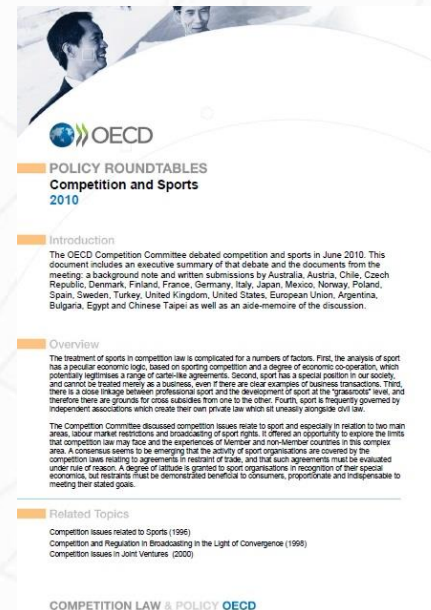 OECD
POLICY ROUNDTABLES
Competition and Sports
2010
Introduction
The OECD Competition Committee debated competition and sports in June 2010. This
document includes an executive summary of that debate and the documents from the
meeting: a background note and written submissions by Australia, Austria, Chile, Czech
Republic, Denmark, Finland, France, Germany, Italy, Japan, Mexico, Norway, Poland,
Spain, Sweden, Turkey, United Kingdom, United States, European Union, Argentina,
Bulgaria, Egypt and Chinese Taipei as well as an aide-memoire of the discussion.
Overview
The treatment of sports in competition law is complicated for a numbers of factors. First, the analysis of sport
has a peculiar economic logic, based on sporting competition and a degree of economic co-operation, which
potentially legitimises a range of cartel-like agreements. Second, sport has a special position in our society,
and cannot be treated merely as a business, even if there are clear examples of business transactions. Third,
there is a close linkage between professional sport and the development of sport at the "grassroots" level, and
therefore there are grounds for cross subsidies from one to the other. Fourth, sport is frequently governed by
independent associations which create their own private law which sit uneasily alongside civil law.
The Competition Committee discussed competition issues relate to sport and especially in relation to two main
areas, labour market restrictions and broadcasting of sport rights. It offered an opportunity to explore the limits
that competition law may face and the experiences of Member and non-Member countries in this complex
area. A consensus seems to be emerging that the activity of sport organisations are covered by the
competition laws relating to agreements in restraint of trade, and that such agreements must be evaluated
under rule of reason. A degree of latitude is granted to sport organisations in recognition of their special
economics, but restraints must be demonstrated beneficial to consumers, proportionate and indispensable to
meeting their stated goals.
Related Topics
Competition Issues related to Sports (1996)
Competition and Regulation in Broadcasting in the Light of Convergence (1998)
Competition Issues in Joint Ventures (2000)
COMPETITION LAW & POLICY OECD